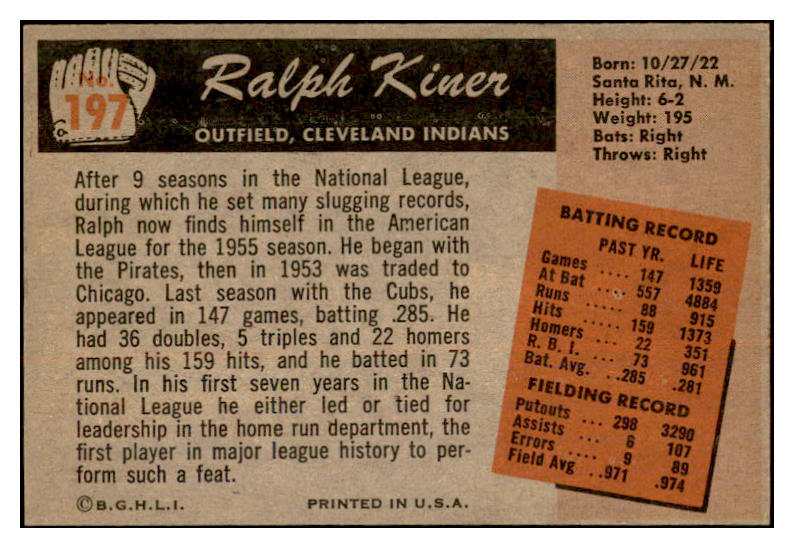 No.
197
Ralph Kiner
OUTFIELD, CLEVELAND INDIANS
Born: 10/27/22
Santa Rita, N. M.
Height: 6-2
Weight: 195
Bats: Right
Throws: Right
After 9 seasons in the National League,
during which he set many slugging records,
Ralph now finds himself in the American
League for the 1955 season. He began with
the Pirates, then in 1953 was traded to
Chicago. Last season with the Cubs, he
appeared in 147 games, batting .285. He
had 36 doubles, 5 triples and 22 homers
among his 159 hits, and he batted in 73
runs. In his first seven years in the Na-
tional League he either led or tied for
leadership in the home run department, the
first player in major league history to per-
form such a feat.
BATTING RECORD
PAST YR. LIFE
Games .... 147 1359
At Bat .... 557 4884
Runs ..... 88 915
Hits ..... 159 1373
Homers ... 22 351
R. B. I. ... 73 961
Bat. Avg. ..285 .281
FIELDING RECORD
Putouts ... 298 3290
Assists ... 6 107
Errors .... 9 89
Field Avg ..971 .974
©B.G.H.L.I.
PRINTED IN U.S.A.